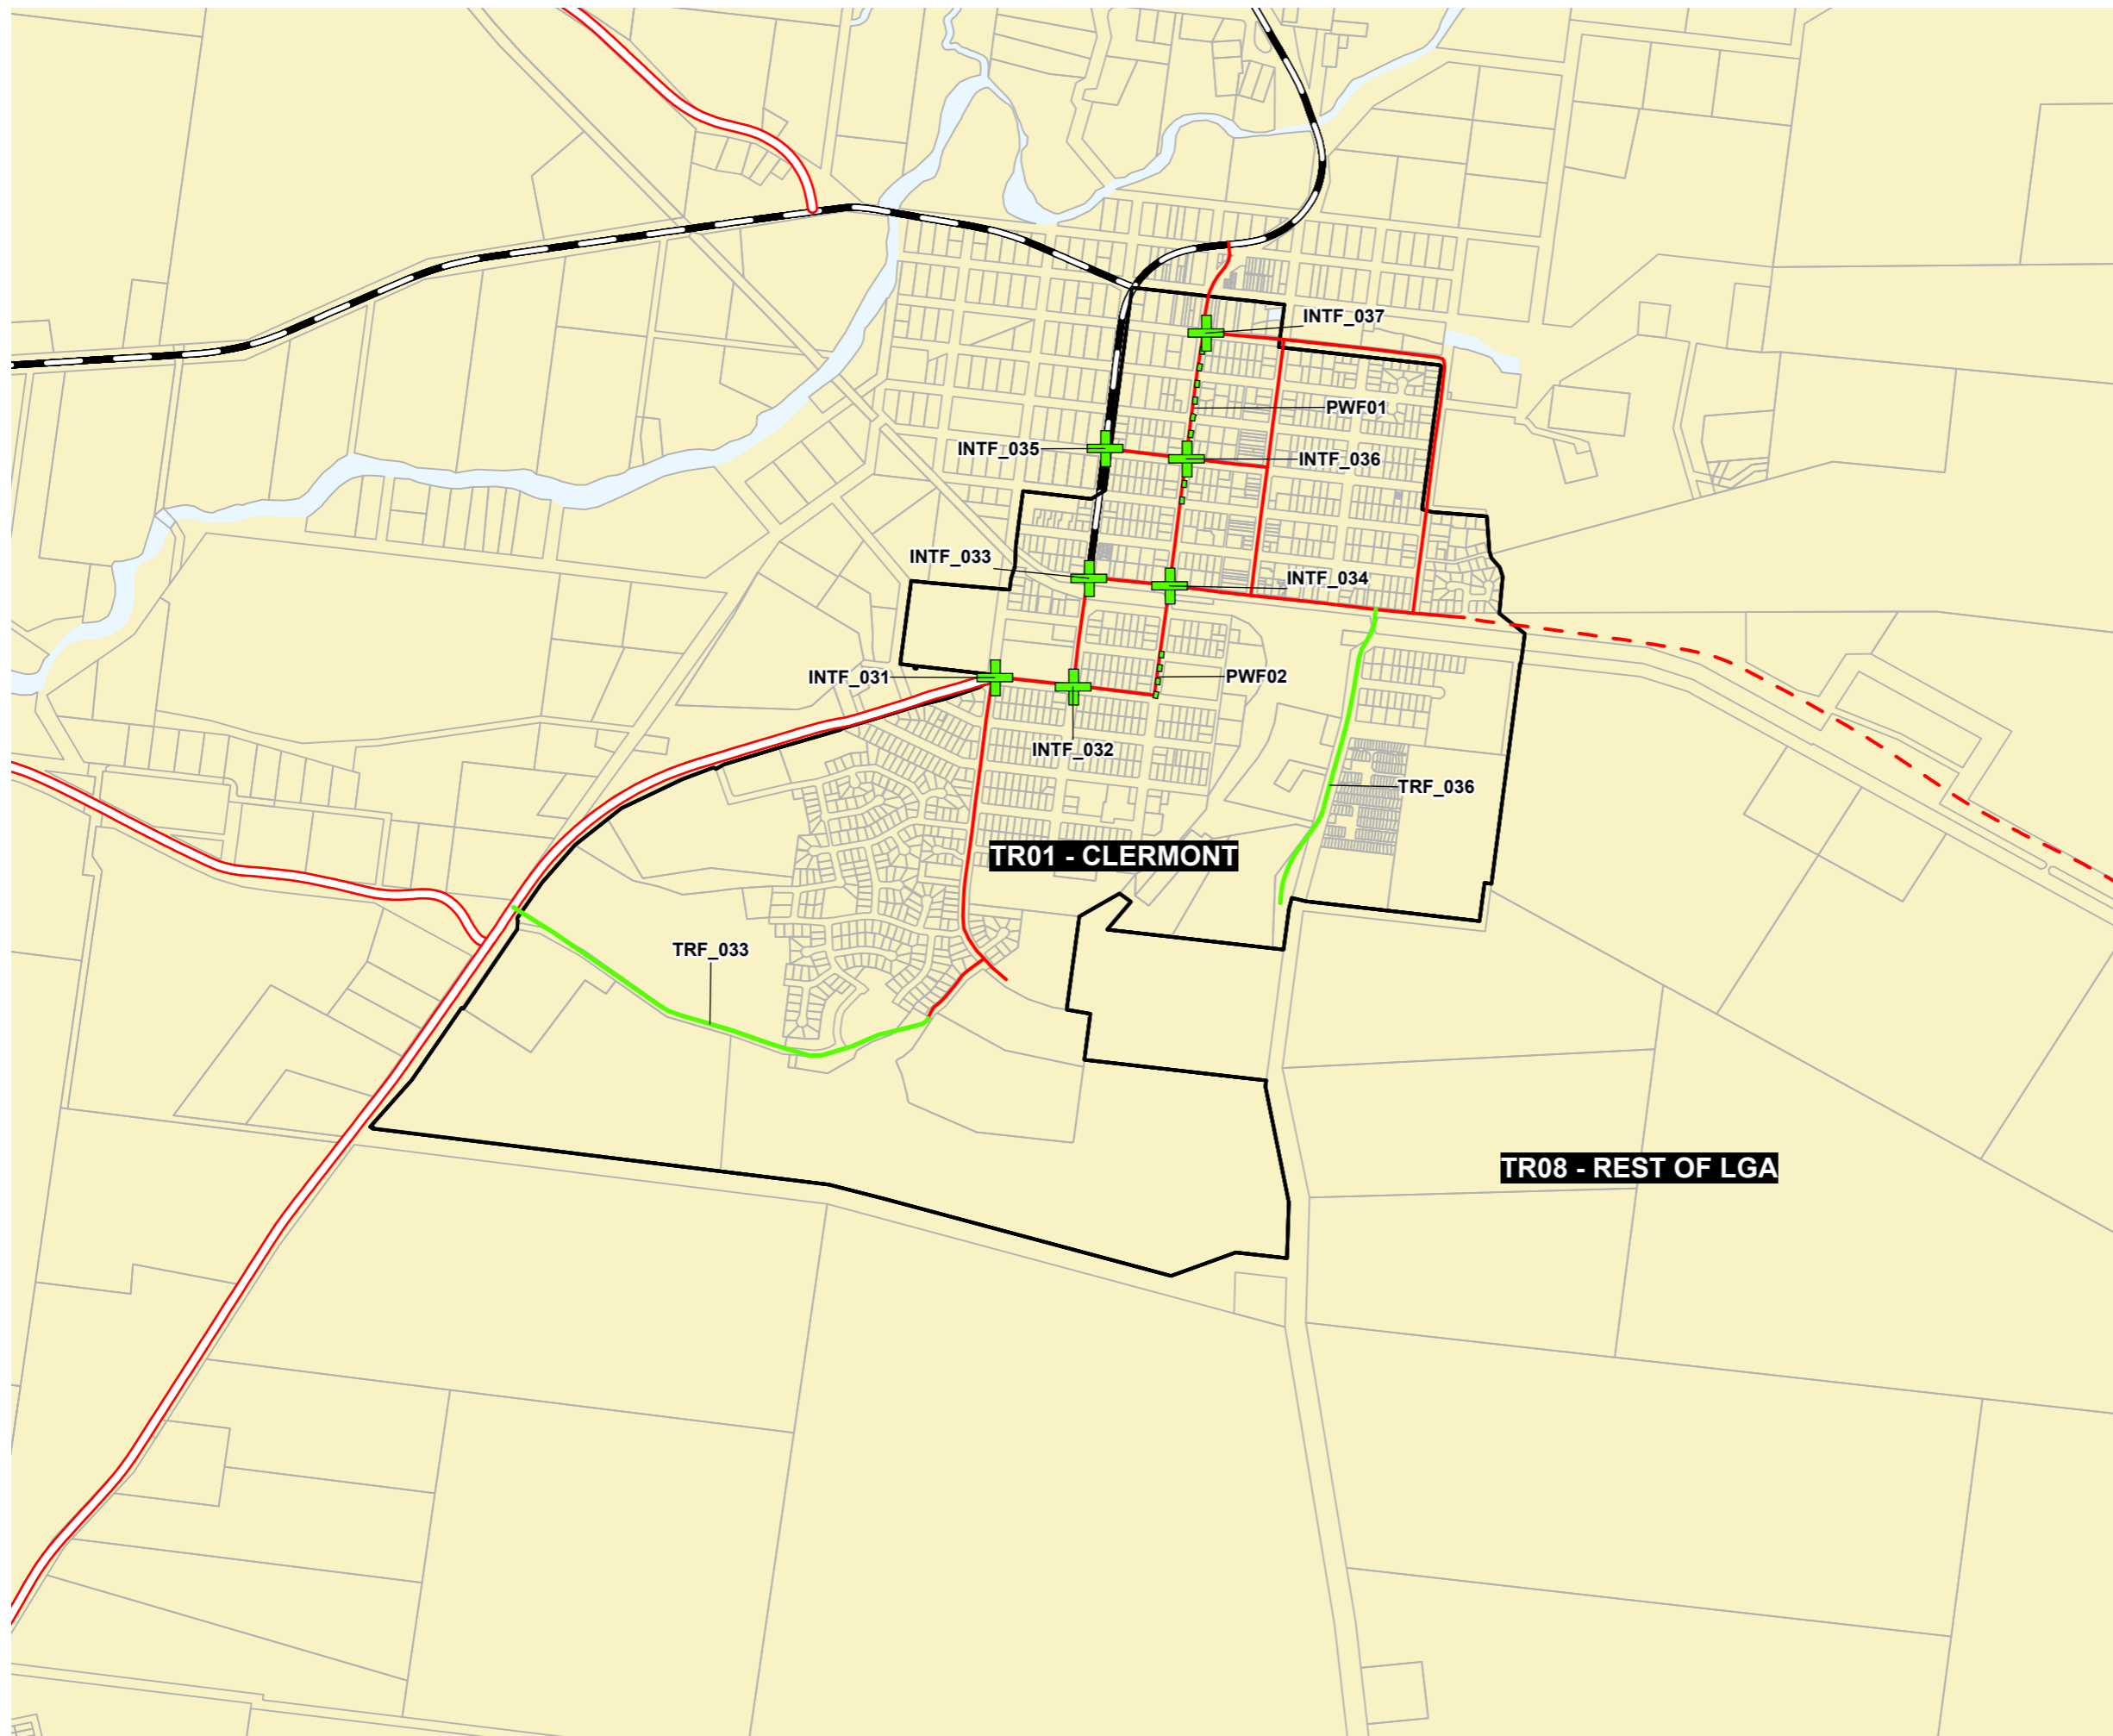 INTF_037
PWF01
INTF_035
INTF_036
INTF_033
INTF_034
INTF_031
PWF02
INTF_032
TRF_036
TR01 - CLERMONT
TRF_033
TR08 - REST OF LGA